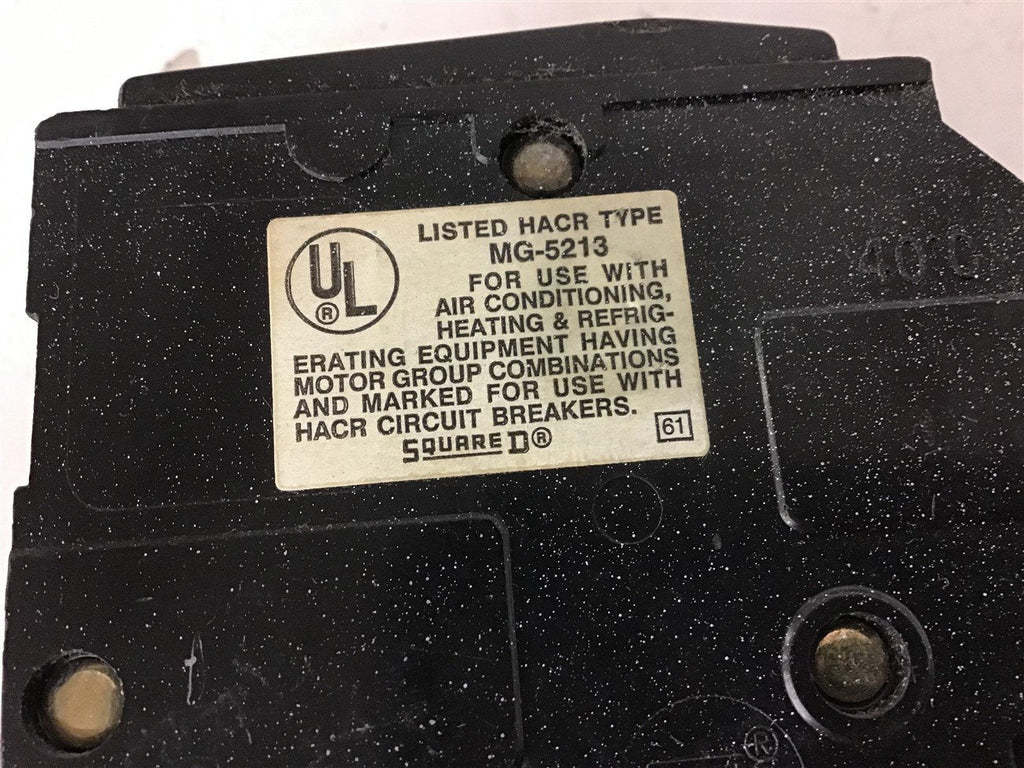 UL®
LISTED HACR TYPE
MG-5213
FOR USE WITH
AIR CONDITIONING,
HEATING & REFRIG-
ERATING EQUIPMENT HAVING
MOTOR GROUP COMBINATIONS
AND MARKED FOR USE WITH
HACR CIRCUIT BREAKERS.
SQUARE D®
61
40°C
®